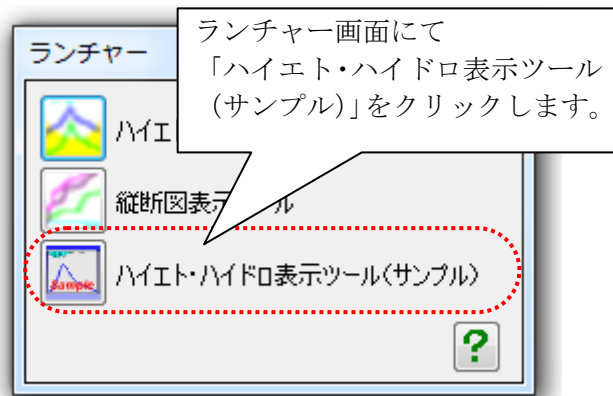 ランチャー
ランチャー画面にて
「ハイエト・ハイドロ表示ツール
(サンプル)」をクリックします。
ハイエ
縦断図表示 ル
Sample
ハイエト・ハイドロ表示ツール(サンプル)
?